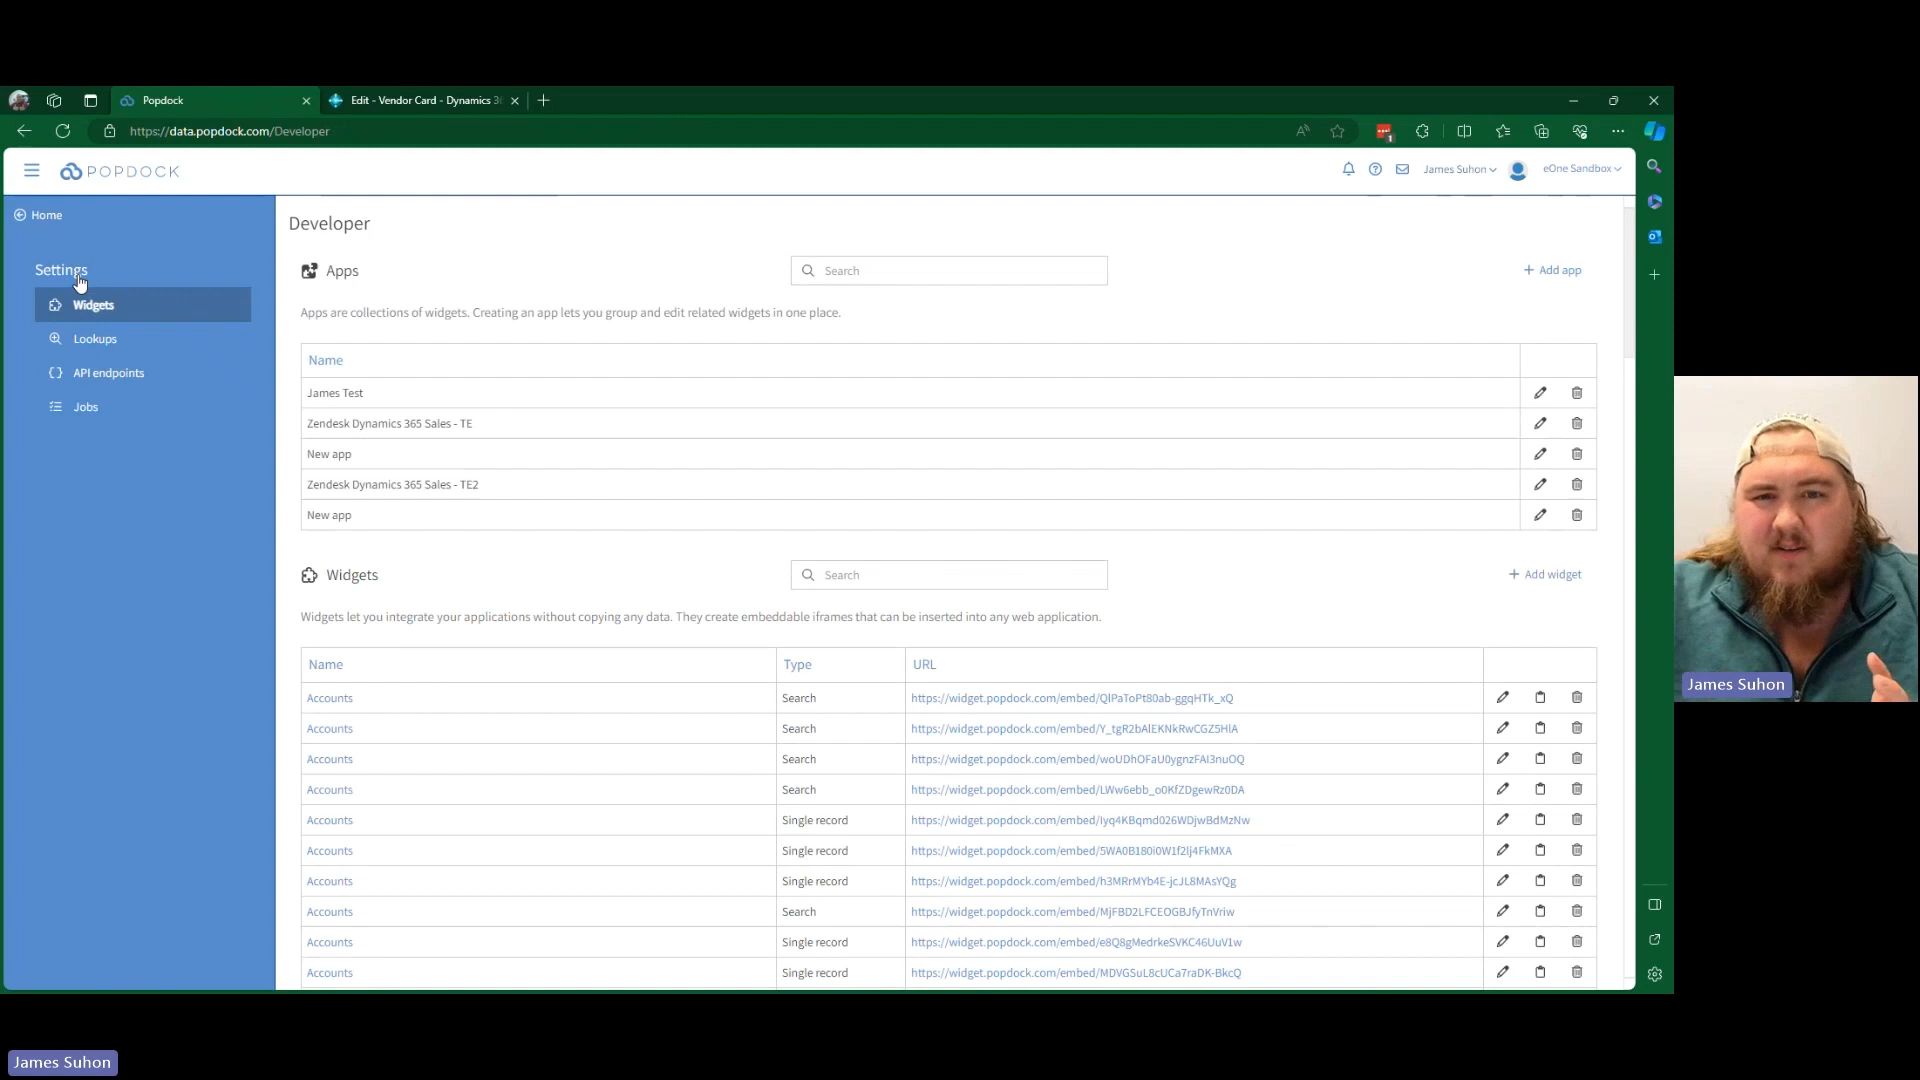 Popdock
Edit - Vendor Card - Dynamics 36
https://data.popdock.com/Developer
1
POPDOCK
James Suhon
eOne Sandbox
Home
Settings
Widgets
Lookups
API endpoints
Jobs
Developer
Apps
Search
+ Add app
Apps are collections of widgets. Creating an app lets you group and edit related widgets in one place.
Name
James Test
Zendesk Dynamics 365 Sales - TE
New app
Zendesk Dynamics 365 Sales - TE2
New app
Widgets
Search
+ Add widget
Widgets let you integrate your applications without copying any data. They create embeddable iframes that can be inserted into any web application.
Name Type URL
Accounts Search https://widget.popdock.com/embed/QlPaToPt80ab-ggqHTk_xQ
Accounts Search https://widget.popdock.com/embed/Y_tgR2bAlEKNkRwCGZ5HlA
Accounts Search https://widget.popdock.com/embed/woUDhOFaU0ygnzFAI3nuOQ
Accounts Search https://widget.popdock.com/embed/LWw6ebb_o0KfZDgewRz0DA
Accounts Single record https://widget.popdock.com/embed/Iyq4KBqmd026WDjwBdMzNw
Accounts Single record https://widget.popdock.com/embed/5WA0B180i0W1f2lj4FkMXA
Accounts Single record https://widget.popdock.com/embed/h3MRrMYb4E-jcJL8MAsYQg
Accounts Search https://widget.popdock.com/embed/MjFBD2LFCEOGBJfyTnVriw
Accounts Single record https://widget.popdock.com/embed/e8Q8gMedrkeSVKC46UuV1w
Accounts Single record https://widget.popdock.com/embed/MDVGSuL8cUCa7raDK-BkcQ
James Suhon
James Suhon